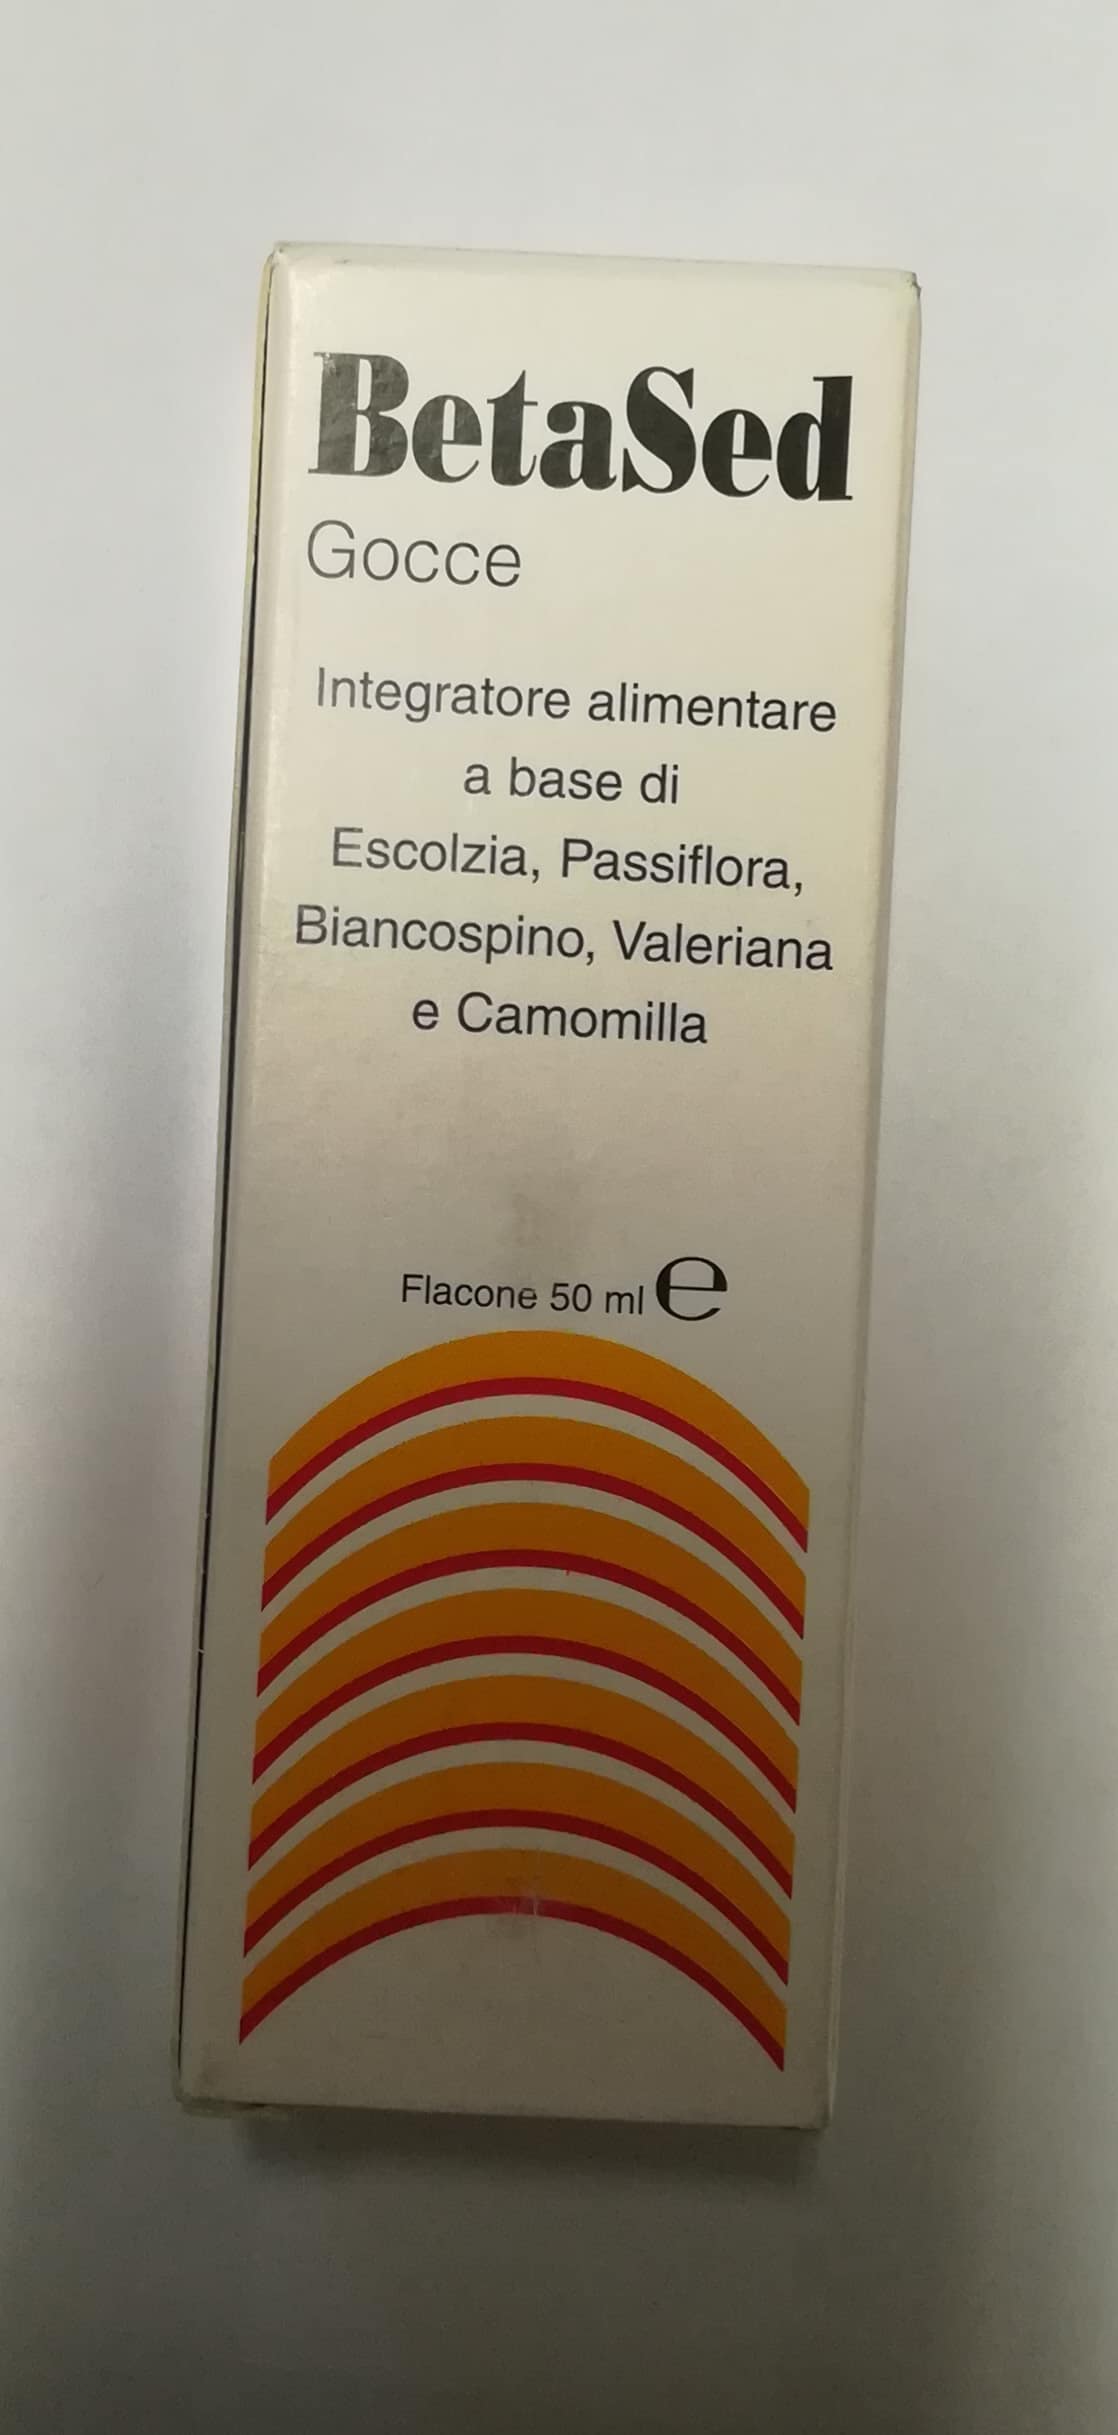 BetaSed
Gocce
Integratore alimentare
a base di
Escolzia, Passiflora,
Biancospino, Valeriana
e Camomilla
Flacone 50 ml ℮